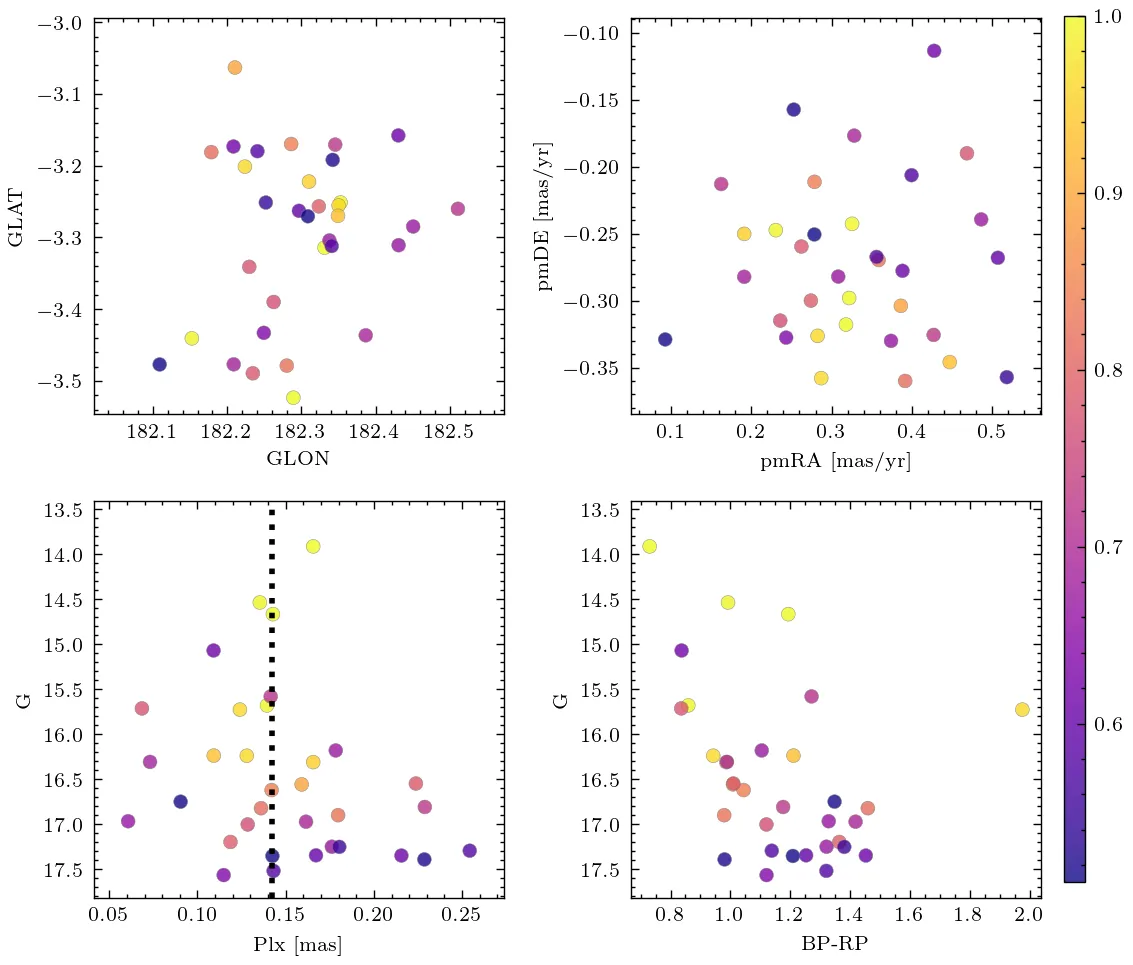 −3.0
−3.1
−3.2
−3.3
−3.4
−3.5
GLAT
182.1 182.2 182.3 182.4 182.5
GLON
−0.10
−0.15
−0.20
−0.25
−0.30
−0.35
pmDE [mas/yr]
0.1 0.2 0.3 0.4 0.5
pmRA [mas/yr]
13.5
14.0
14.5
15.0
15.5
16.0
16.5
17.0
17.5
G
0.05 0.10 0.15 0.20 0.25
Plx [mas]
13.5
14.0
14.5
15.0
15.5
16.0
16.5
17.0
17.5
G
0.8 1.0 1.2 1.4 1.6 1.8 2.0
BP-RP
1.0
0.9
0.8
0.7
0.6